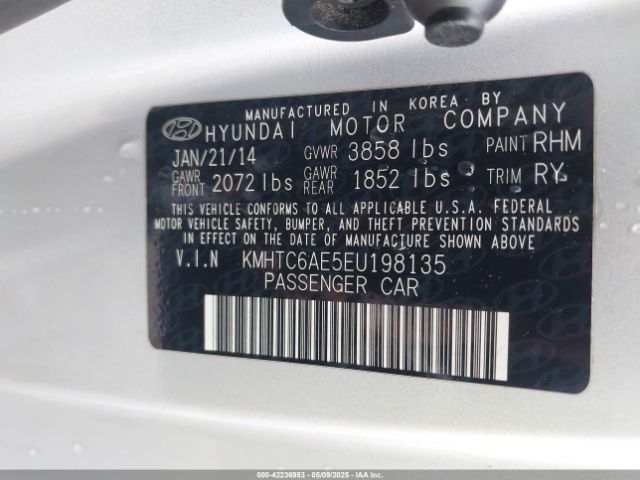 MANUFACTURED IN KOREA BY
HYUNDAI MOTOR COMPANY
JAN/21/14 GVWR 3858 lbs PAINT RHM
GAWR FRONT 2072 lbs GAWR REAR 1852 lbs TRIM RY
THIS VEHICLE CONFORMS TO ALL APPLICABLE U.S.A. FEDERAL
MOTOR VEHICLE SAFETY, BUMPER, AND THEFT PREVENTION STANDARDS
IN EFFECT ON THE DATE OF MANUFACTURE SHOWN ABOVE
V.I.N KMHTC6AE5EU198135
PASSENGER CAR
000-42236953 - 05/09/2025 - IAA Inc.